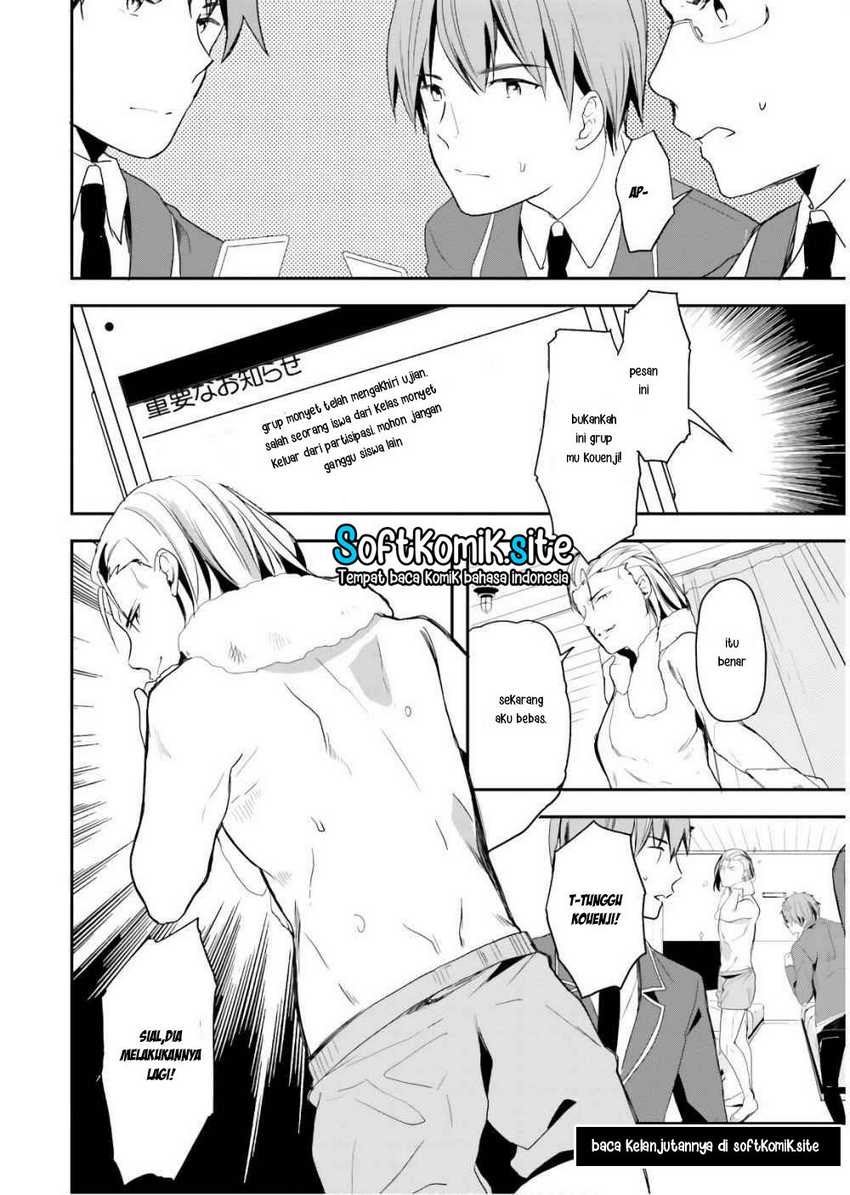 AP-
pesan
ini
bukankah
ini grup
mu Kouenji!
重要なお知らせ
grup monyet telah mengakhiri ujian.
salah seorang iswa dari kelas monyet
Keluar dari partisipasi. mohon jangan
ganggu siswa lain
Softkomik.site
Tempat baca Komik bahasa indonesia
itu
benar
sekarang
aku bebas.
T-TUNGGU
KOUENJI!
SIAL,DIA
MELAKUKANNYA
LAGI!
baca Kelanjutannya di softKomik.site